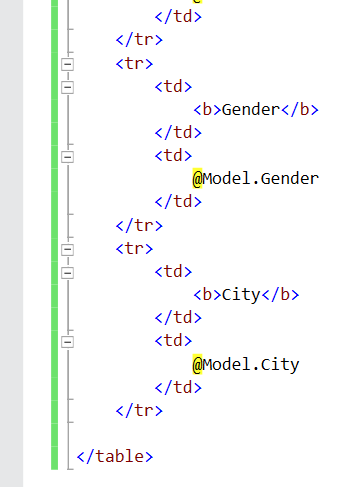 </td>
</tr>
<tr>
<td>
<b>Gender</b>
</td>
<td>
@Model.Gender
</td>
</tr>
<tr>
<td>
<b>City</b>
</td>
<td>
@Model.City
</td>
</tr>
</table>